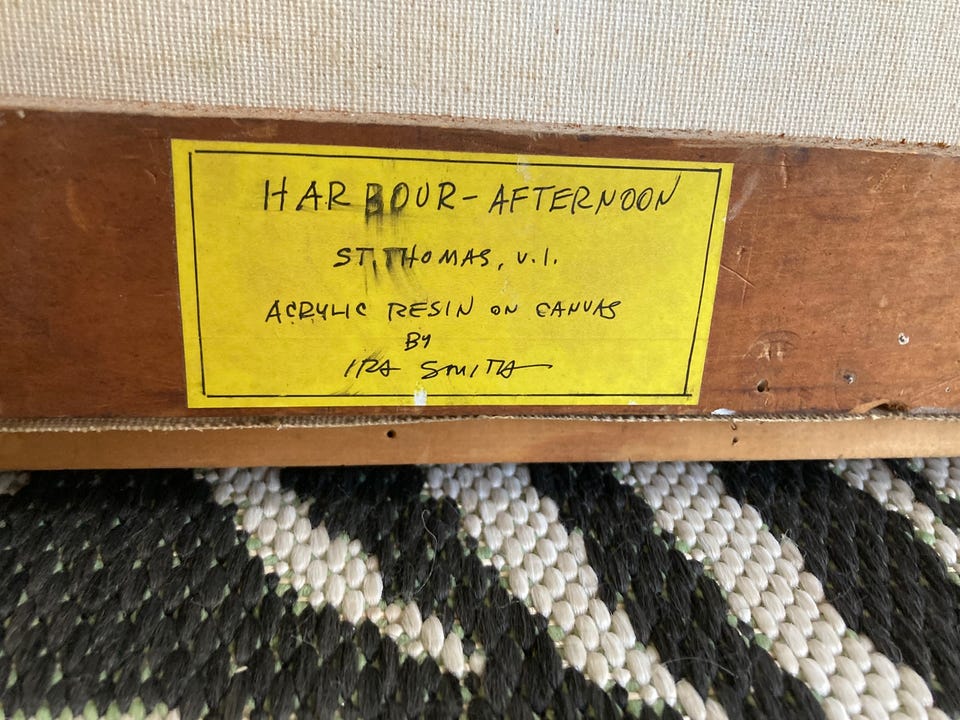 HARBOUR-AFTERNOON
ST. THOMAS, V.I.
ACRYLIC RESIN ON CANVAS
BY
IRA SMITH